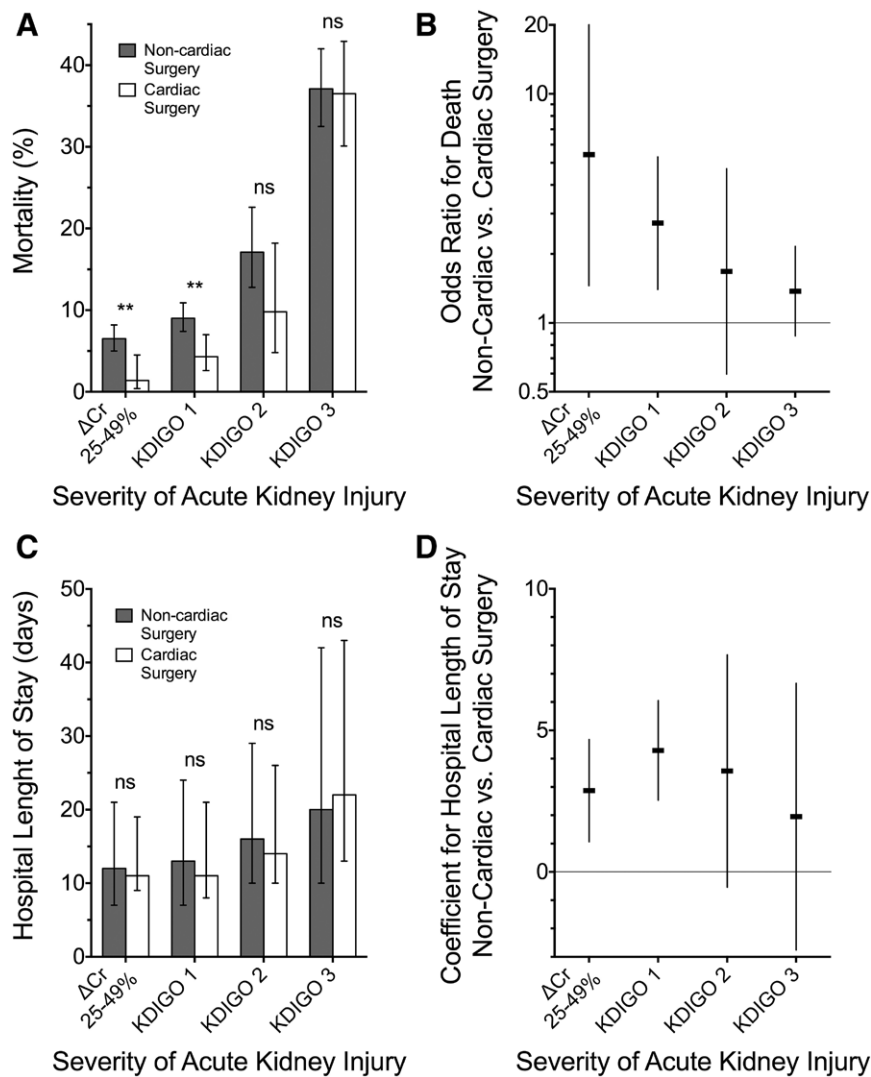 A
Mortality (%)
40
30
20
10
0
Non-cardiac
Surgery
Cardiac
Surgery
**
**
ns
ns
ΔCr
25-49%
KDIGO 1
KDIGO 2
KDIGO 3
Severity of Acute Kidney Injury
B
Odds Ratio for Death
Non-Cardiac vs. Cardiac Surgery
20
10
1
0.5
ΔCr
25-49%
KDIGO 1
KDIGO 2
KDIGO 3
Severity of Acute Kidney Injury
C
Hospital Lenght of Stay (days)
50
40
30
20
10
0
Non-cardiac
Surgery
Cardiac
Surgery
ns
ns
ns
ns
ΔCr
25-49%
KDIGO 1
KDIGO 2
KDIGO 3
Severity of Acute Kidney Injury
D
Coefficient for Hospital Length of Stay
Non-Cardiac vs. Cardiac Surgery
10
5
0
ΔCr
25-49%
KDIGO 1
KDIGO 2
KDIGO 3
Severity of Acute Kidney Injury